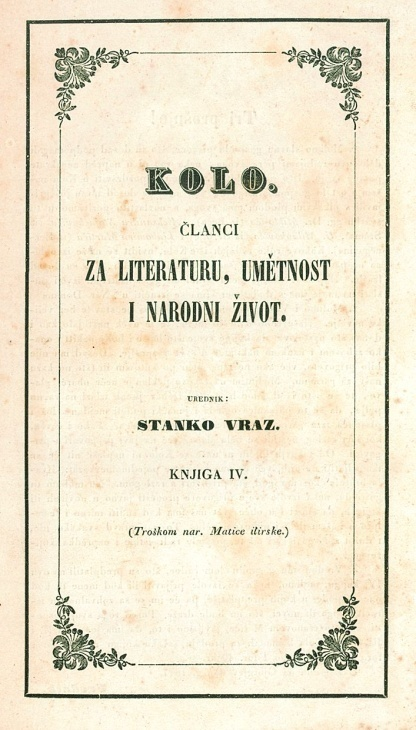 KOLO.
ČLANCI
ZA LITERATURU, UMĚTNOST
I NARODNI ŽIVOT.
UREDNIK:
STANKO VRAZ.
KNJIGA IV.
(Troškom nar. Matice ilirske.)